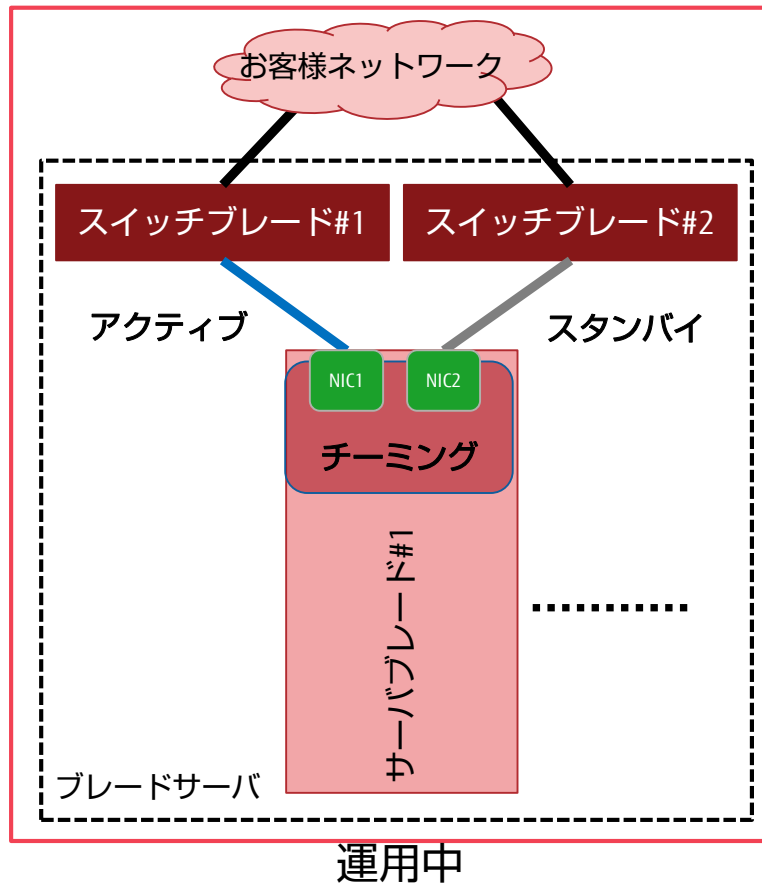 お客様ネットワーク
スイッチブレード#1
スイッチブレード#2
アクティブ
スタンバイ
NIC1
NIC2
チーミング
サーバブレード#1
ブレードサーバ
運用中